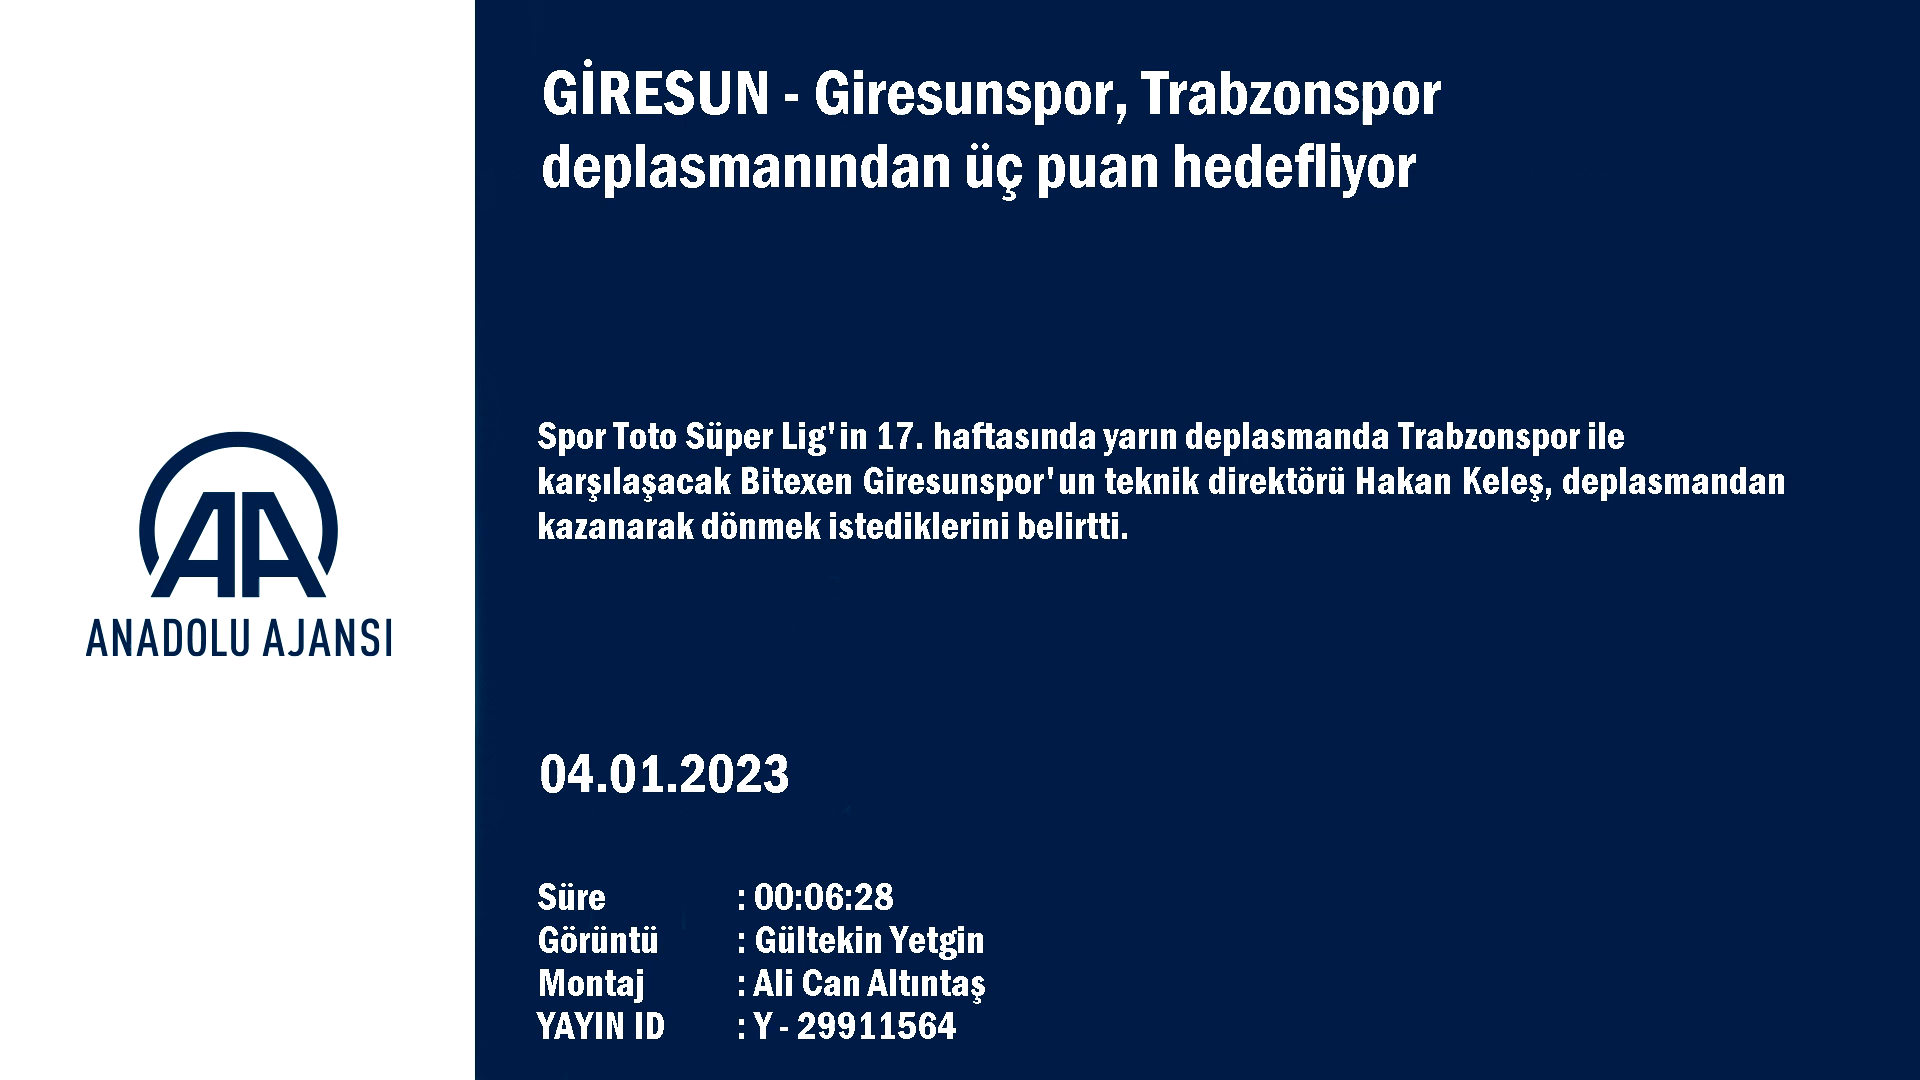 GİRESUN - Giresunspor, Trabzonspor
deplasmanından üç puan hedefliyor
Spor Toto Süper Lig'in 17. haftasında yarın deplasmanda Trabzonspor ile
karşılaşacak Bitexen Giresunspor'un teknik direktörü Hakan Keleş, deplasmandan
kazanarak dönmek istediklerini belirtti.
AA
ANADOLU AJANSI
04.01.2023
Süre : 00:06:28
Görüntü : Gültekin Yetgin
Montaj : Ali Can Altıntaş
YAYIN ID : Y - 29911564